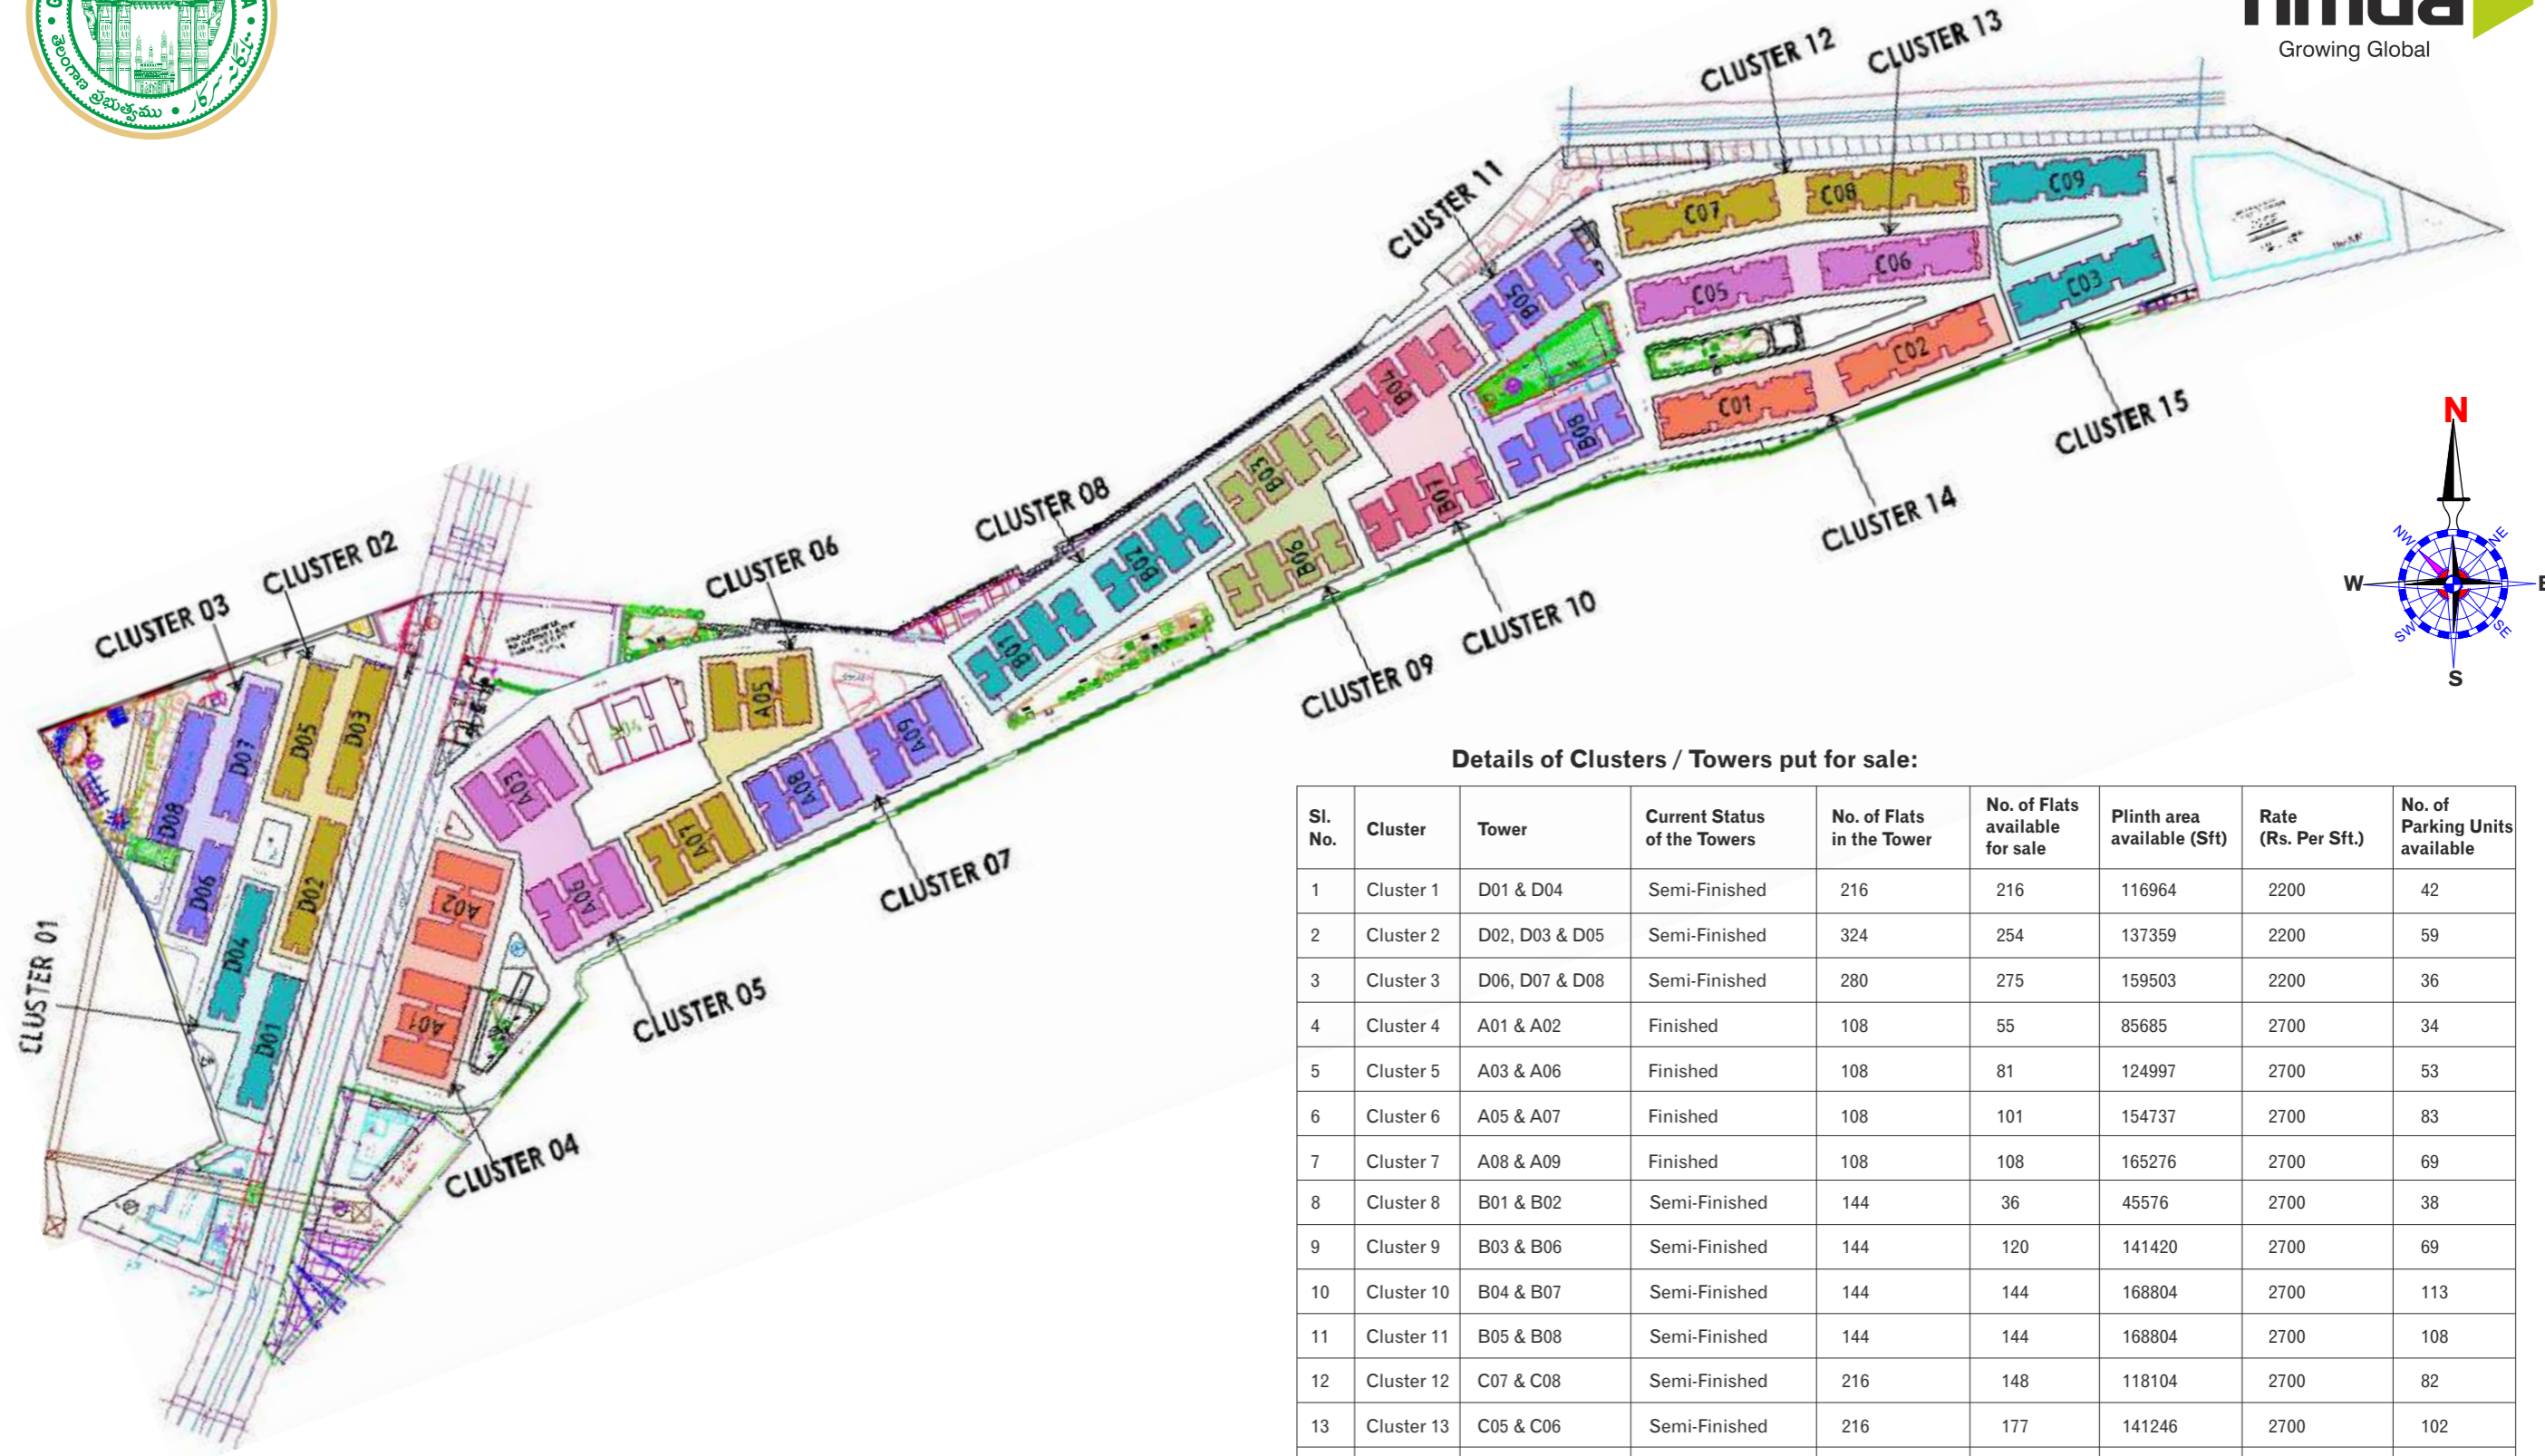 తెలంగాణ ప్రభుత్వము
Growing Global
CLUSTER 12
CLUSTER 13
CLUSTER 11
C07
C08
C09
C05
C06
C03
C01
C02
CLUSTER 15
CLUSTER 14
B05
B08
B04
B07
CLUSTER 10
B03
B06
CLUSTER 09
CLUSTER 08
B02
B01
CLUSTER 06
A05
A09
A08
CLUSTER 07
A07
A03
CLUSTER 05
A02
A01
CLUSTER 04
CLUSTER 02
CLUSTER 03
D05
D03
D07
D08
D02
D06
D04
D01
CLUSTER 01
N
NW
NE
W
E
SW
SE
S
Details of Clusters / Towers put for sale:
Sl. No. Cluster Tower Current Status of the Towers No. of Flats in the Tower No. of Flats available for sale Plinth area available (Sft) Rate (Rs. Per Sft.) No. of Parking Units available
1 Cluster 1 D01 & D04 Semi-Finished 216 216 116964 2200 42
2 Cluster 2 D02, D03 & D05 Semi-Finished 324 254 137359 2200 59
3 Cluster 3 D06, D07 & D08 Semi-Finished 280 275 159503 2200 36
4 Cluster 4 A01 & A02 Finished 108 55 85685 2700 34
5 Cluster 5 A03 & A06 Finished 108 81 124997 2700 53
6 Cluster 6 A05 & A07 Finished 108 101 154737 2700 83
7 Cluster 7 A08 & A09 Finished 108 108 165276 2700 69
8 Cluster 8 B01 & B02 Semi-Finished 144 36 45576 2700 38
9 Cluster 9 B03 & B06 Semi-Finished 144 120 141420 2700 69
10 Cluster 10 B04 & B07 Semi-Finished 144 144 168804 2700 113
11 Cluster 11 B05 & B08 Semi-Finished 144 144 168804 2700 108
12 Cluster 12 C07 & C08 Semi-Finished 216 148 118104 2700 82
13 Cluster 13 C05 & C06 Semi-Finished 216 177 141246 2700 102